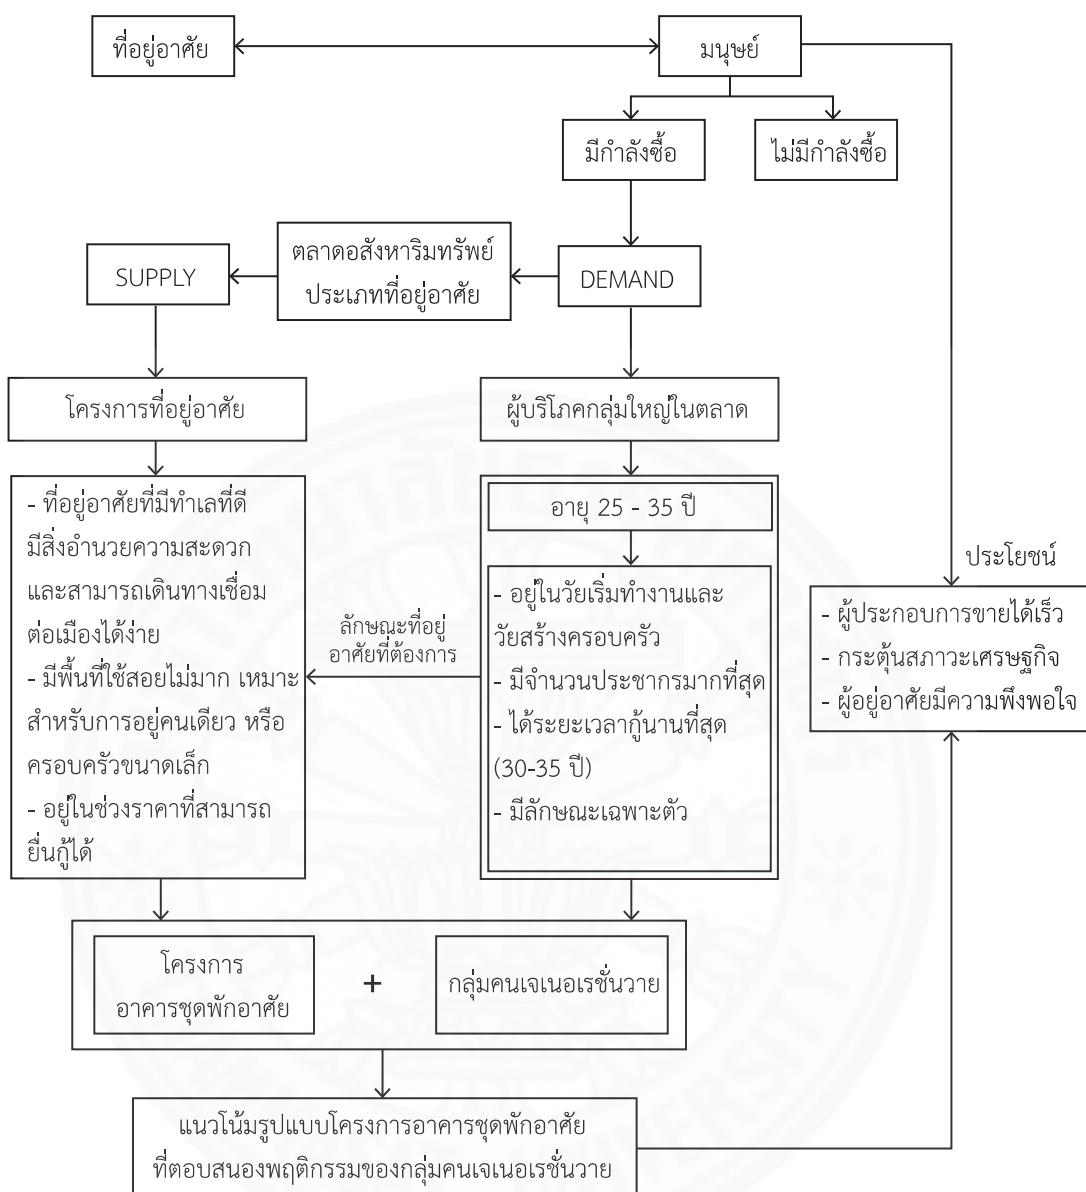 ที่อยู่อาศัย
มนุษย์
มีกำลังซื้อ
ไม่มีกำลังซื้อ
ตลาดอสังหาริมทรัพย์
ประเภทที่อยู่อาศัย
SUPPLY
DEMAND
โครงการที่อยู่อาศัย
ผู้บริโภคกลุ่มใหญ่ในตลาด
- ที่อยู่อาศัยที่มีทำเลที่ดี
มีสิ่งอำนวยความสะดวก
และสามารถเดินทางเชื่อม
ต่อเมืองได้ง่าย
- มีพื้นที่ใช้สอยไม่มาก เหมาะ
สำหรับการอยู่คนเดียว หรือ
ครอบครัวขนาดเล็ก
- อยู่ในช่วงราคาที่สามารถ
ยื่นกู้ได้
ลักษณะที่อยู่
อาศัยที่ต้องการ
อายุ 25 - 35 ปี
- อยู่ในวัยเริ่มทำงานและ
วัยสร้างครอบครัว
- มีจำนวนประชากรมากที่สุด
- ได้ระยะเวลากู้นานที่สุด
(30-35 ปี)
- มีลักษณะเฉพาะตัว
ประโยชน์
- ผู้ประกอบการขายได้เร็ว
- กระตุ้นสภาวะเศรษฐกิจ
- ผู้อยู่อาศัยมีความพึงพอใจ
โครงการ
อาคารชุดพักอาศัย
+
กลุ่มคนเจเนอเรชั่นวาย
แนวโน้มรูปแบบโครงการอาคารชุดพักอาศัย
ที่ตอบสนองพฤติกรรมของกลุ่มคนเจเนอเรชั่นวาย